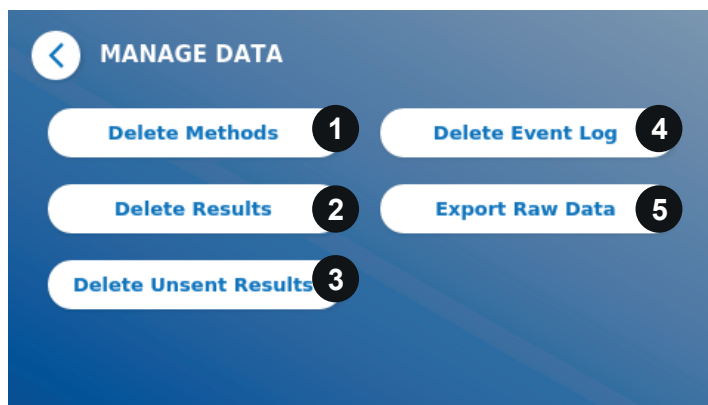 MANAGE DATA
Delete Methods 1
Delete Event Log 4
Delete Results 2
Export Raw Data 5
Delete Unsent Results 3